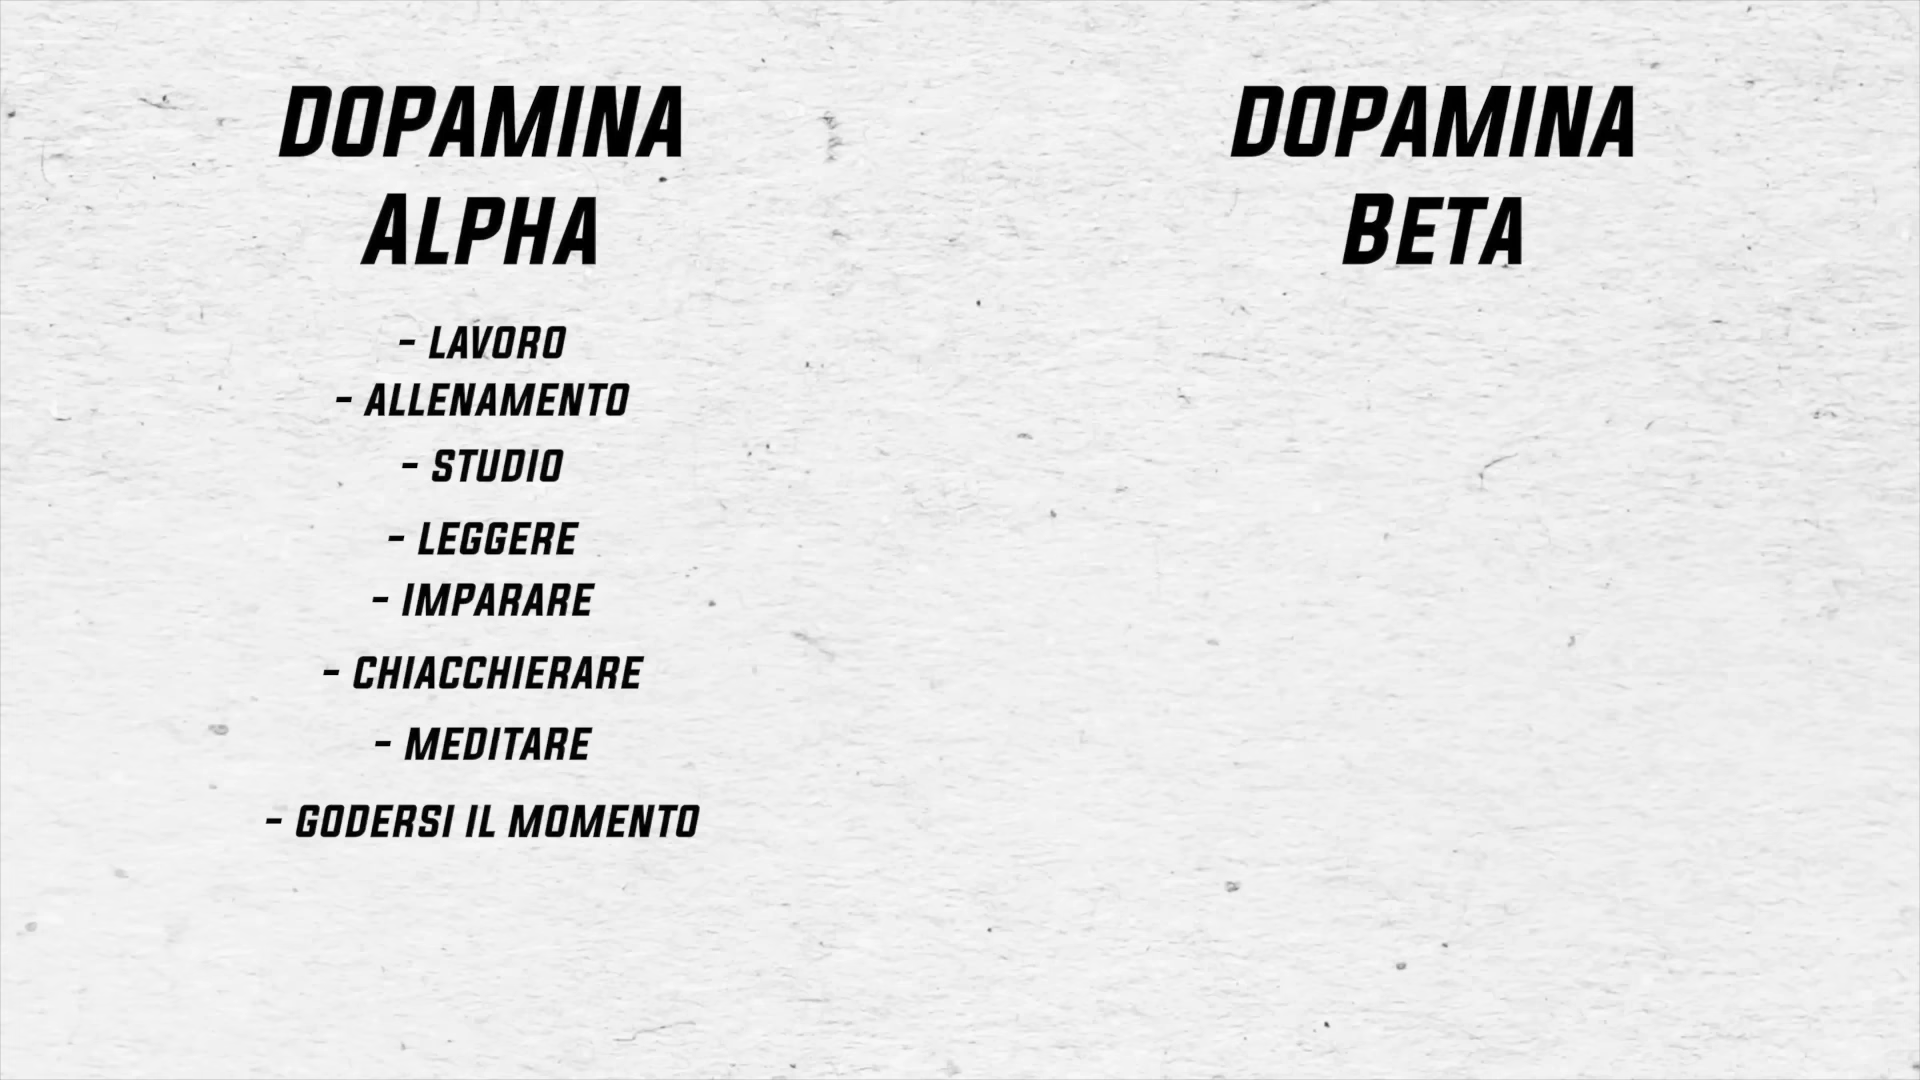 DOPAMINA
ALPHA
- LAVORO
- ALLENAMENTO
- STUDIO
- LEGGERE
- IMPARARE
- CHIACCHIERARE
- MEDITARE
- GODERSI IL MOMENTO
DOPAMINA
BETA